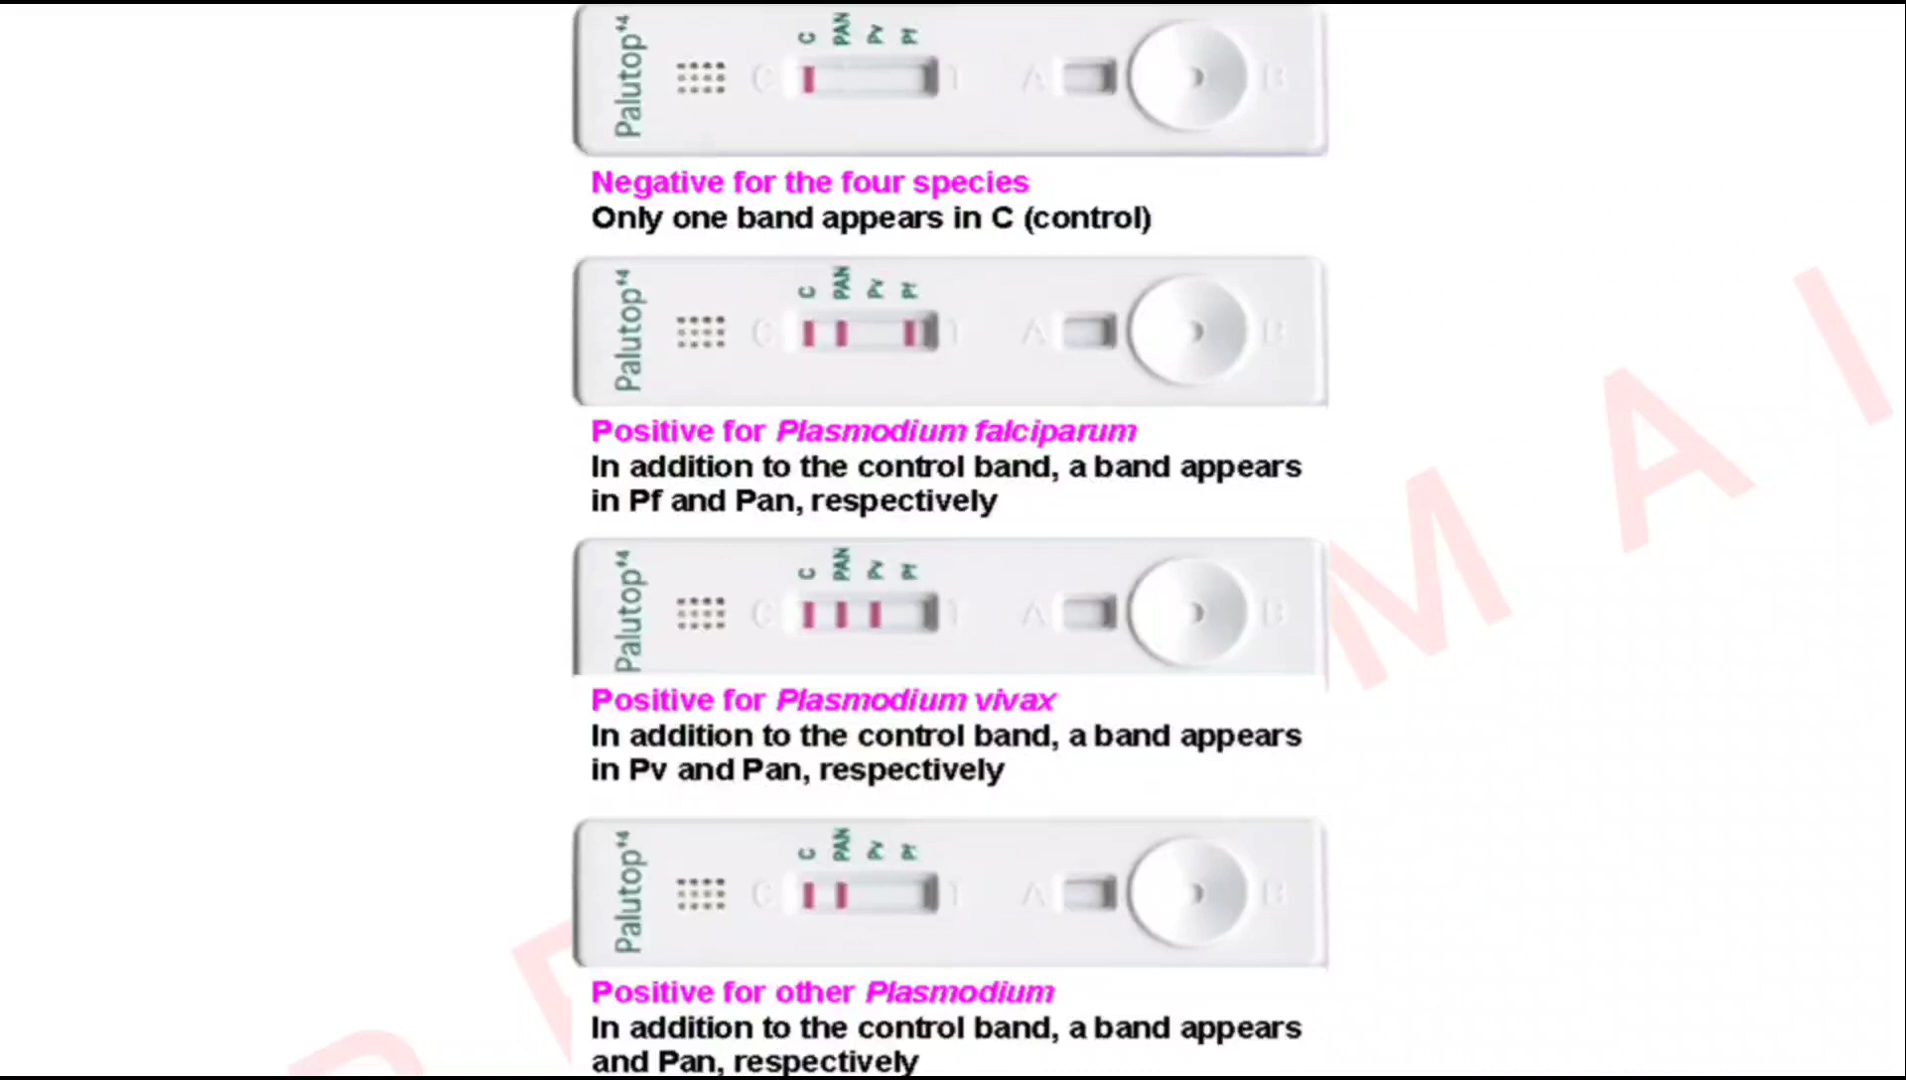 Palutop+4
C PAN Pv Pf
C T A B
Negative for the four species
Only one band appears in C (control)
Palutop+4
C PAN Pv Pf
C T A B
Positive for Plasmodium falciparum
In addition to the control band, a band appears
in Pf and Pan, respectively
Palutop+4
C PAN Pv Pf
C T A B
Positive for Plasmodium vivax
In addition to the control band, a band appears
in Pv and Pan, respectively
Palutop+4
C PAN Pv Pf
C T A B
Positive for other Plasmodium
In addition to the control band, a band appears
and Pan, respectively
M A I